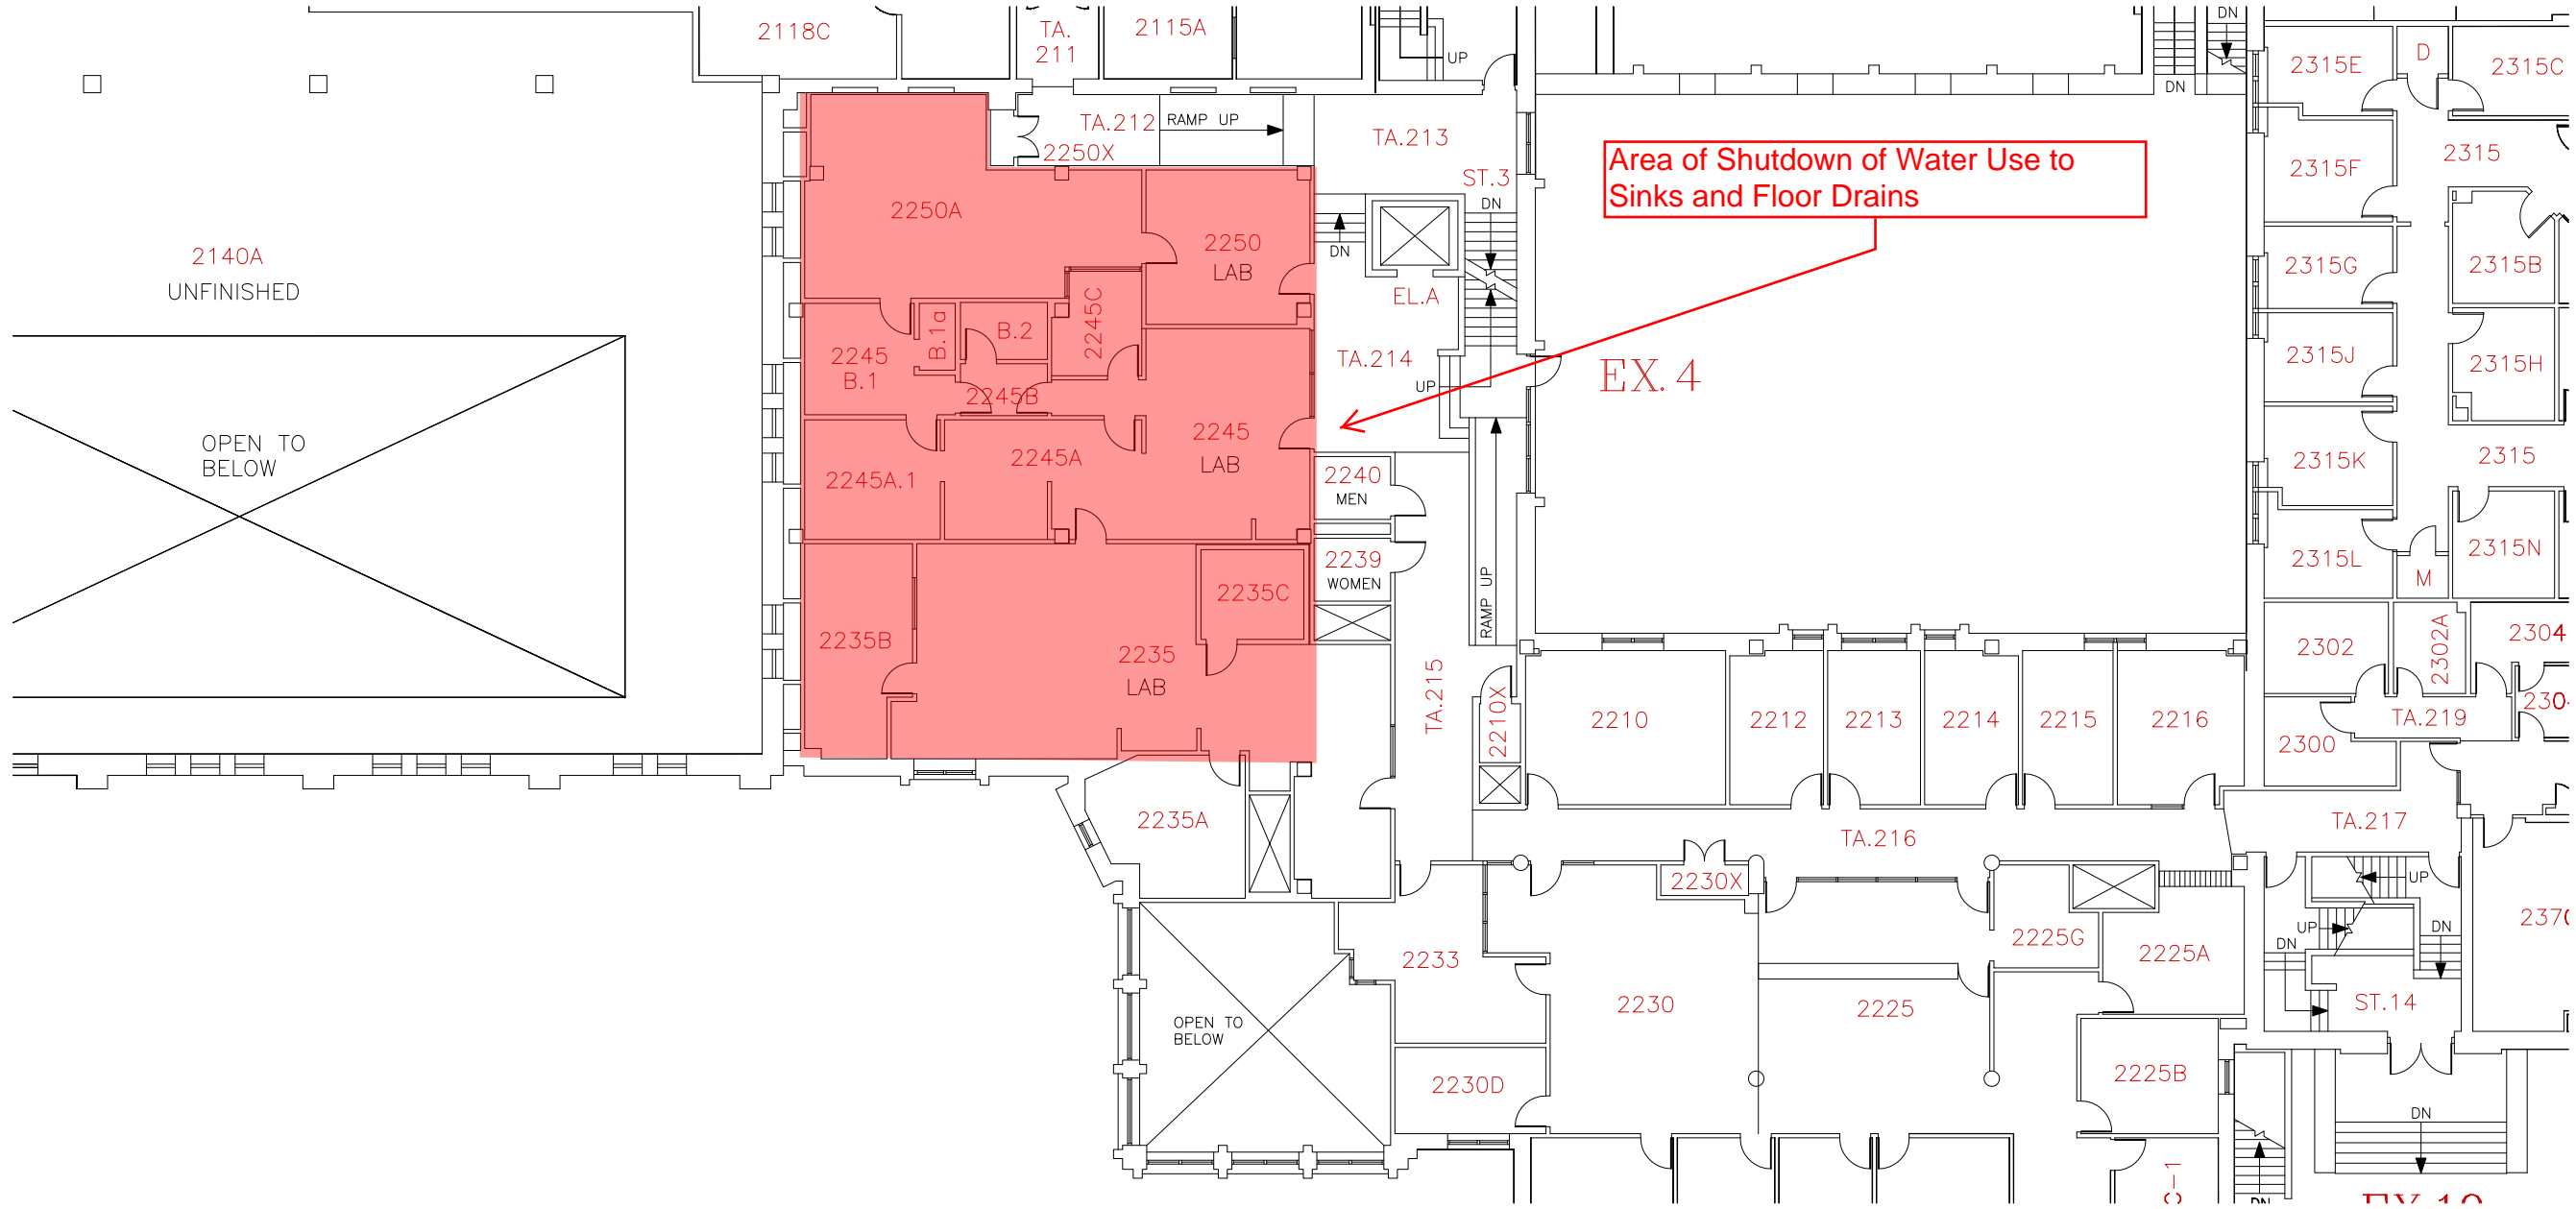 2118C
TA.
211
2115A
UP
DN
DN
2315E
D
2315C
TA.212
RAMP UP
2250X
TA.213
ST.3
Area of Shutdown of Water Use to
Sinks and Floor Drains
2315F
2315
2140A
UNFINISHED
2250A
2250
LAB
DN
DN
EL.A
2315G
2315B
2245
B.1
B.1a
B.2
2245C
TA.214
UP
EX.4
2315J
2315H
2245B
OPEN TO
BELOW
2245A.1
2245A
2245
LAB
2240
MEN
2315K
2315
2239
WOMEN
RAMP UP
2315L
M
2315N
2235B
2235C
2235
LAB
2302
2302A
2304
TA.215
2210X
2210
2212
2213
2214
2215
2216
TA.219
2300
2235A
TA.216
TA.217
2230X
UP
UP
DN
DN
2233
2230
2225
2225G
2225A
ST.14
OPEN TO
BELOW
2230D
2225B
DN
C-1
DN